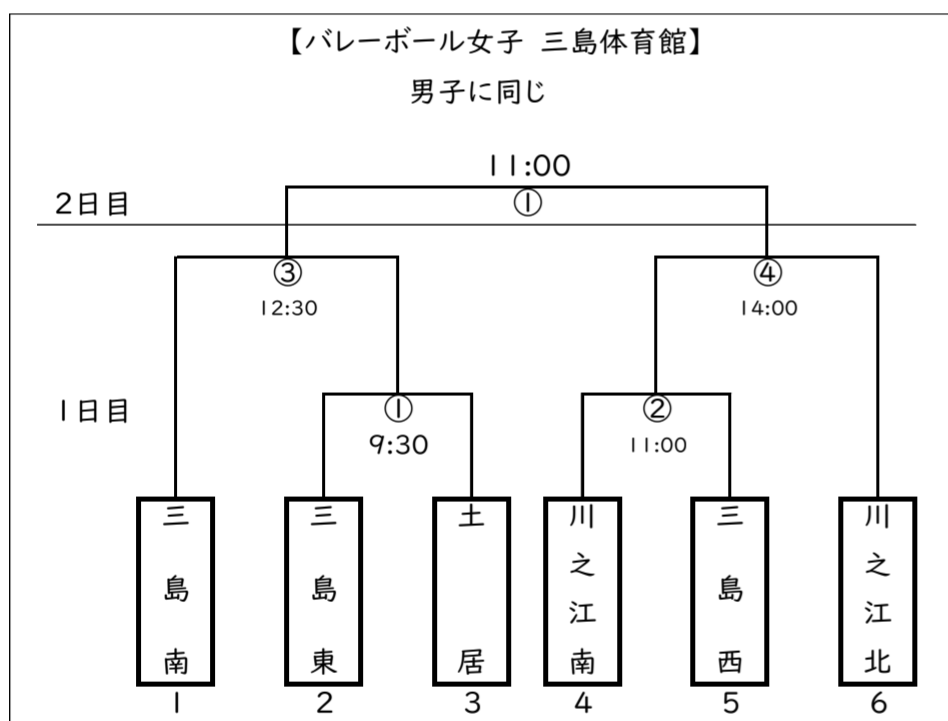 【バレーボール女子 三島体育館】
男子に同じ
11:00
2日目
①
③
④
12:30
14:00
1日目
①
②
9:30
11:00
三島南
三島東
土居
川之江南
三島西
川之江北
1 2 3 4 5 6